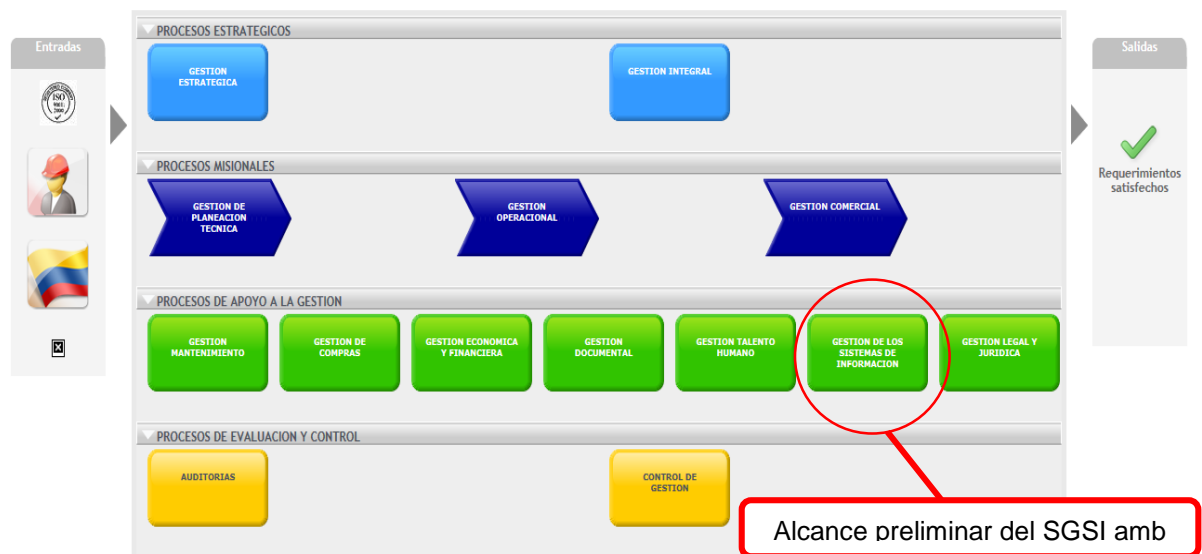 PROCESOS ESTRATEGICOS
Entradas
Salidas
GESTION
ESTRATEGICA
GESTION INTEGRAL
ISO
9001:
2000
PROCESOS MISIONALES
Requerimientos
satisfechos
GESTION DE
PLANEACION
TECNICA
GESTION
OPERACIONAL
GESTION COMERCIAL
PROCESOS DE APOYO A LA GESTION
GESTION
MANTENIMIENTO
GESTION DE
COMPRAS
GESTION ECONOMICA
Y FINANCIERA
GESTION
DOCUMENTAL
GESTION TALENTO
HUMANO
GESTION DE LOS
SISTEMAS DE
INFORMACION
GESTION LEGAL Y
JURIDICA
PROCESOS DE EVALUACION Y CONTROL
AUDITORIAS
CONTROL DE
GESTION
Alcance preliminar del SGSI amb